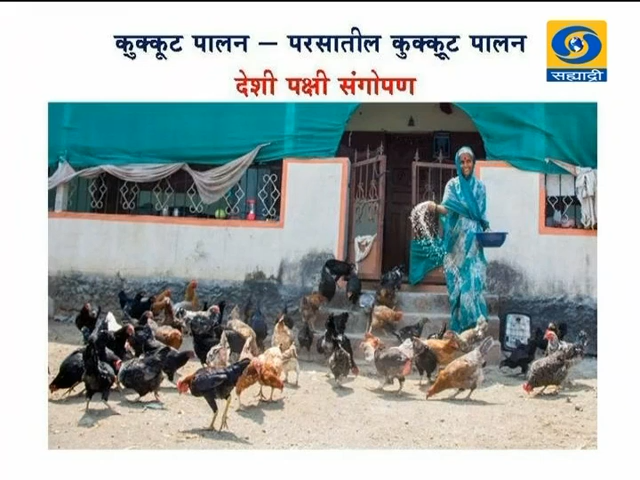 कुक्कूट पालन – परसातील कुक्कूट पालन
देशी पक्षी संगोपण
सह्याद्री